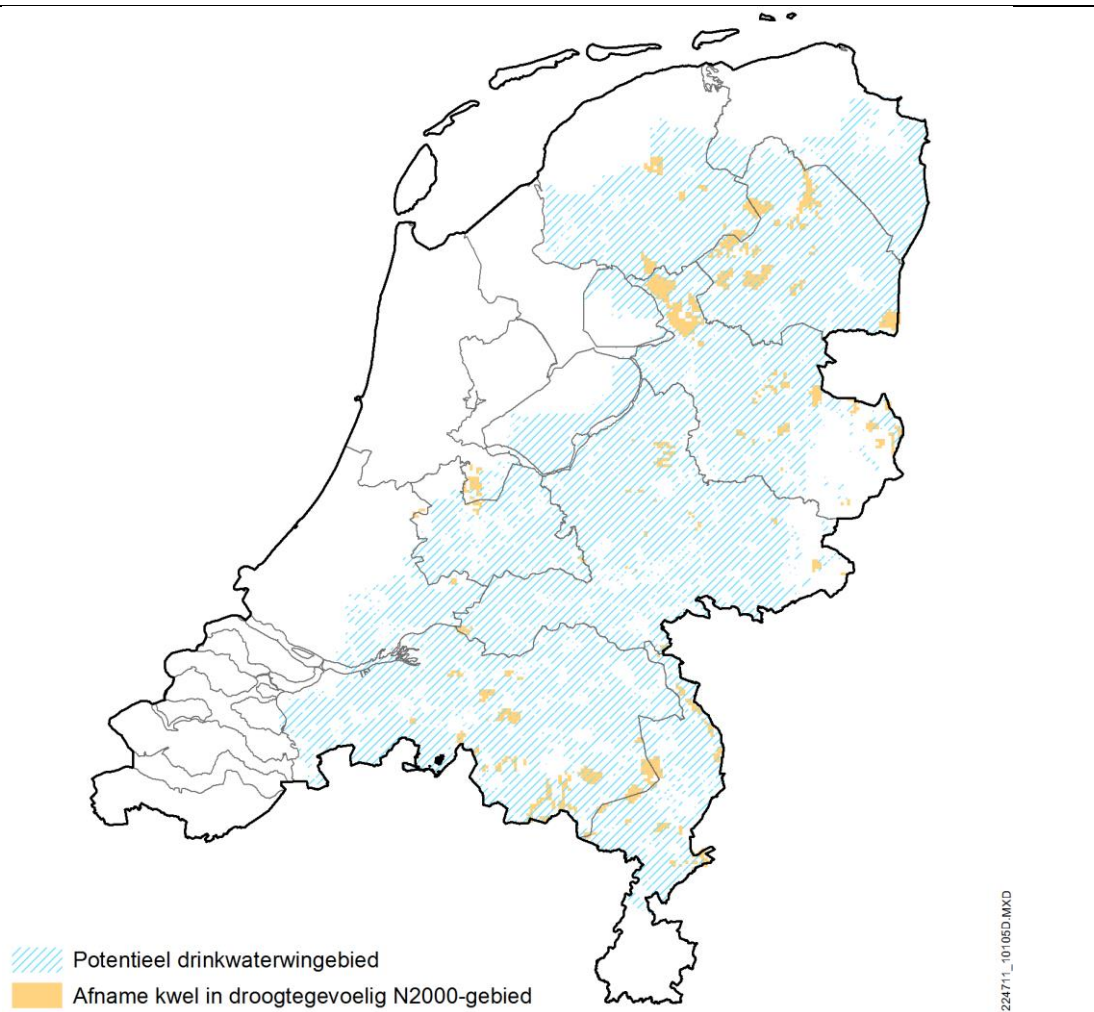 Potentieel drinkwaterwingebied
Afname kwel in droogtegevoelig N2000-gebied
224711_10105D.MXD